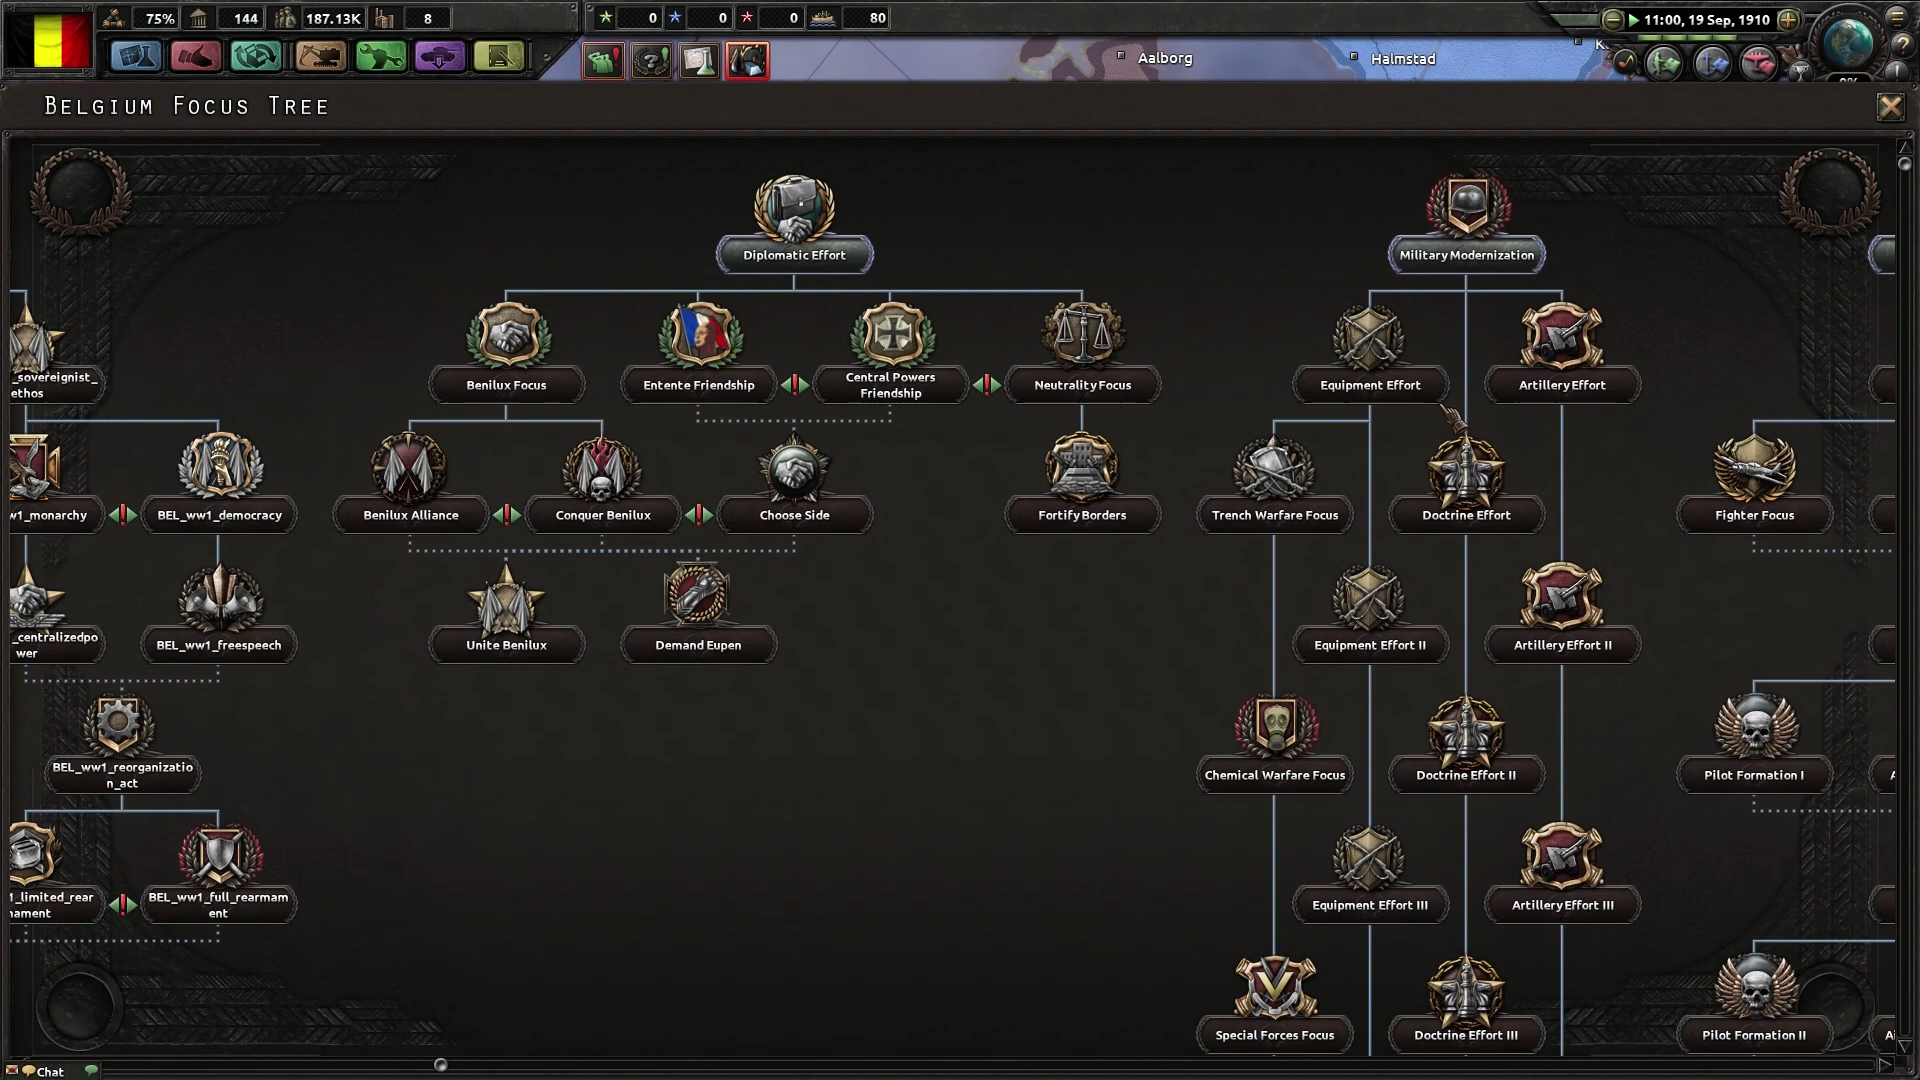 75%
144
187.13K
8
0
0
0
80
11:00, 19 Sep, 1910
Aalborg
Halmstad
Belgium Focus Tree
Diplomatic Effort
Military Modernization
_sovereignist_
ethos
Benilux Focus
Entente Friendship
Central Powers
Friendship
Neutrality Focus
Equipment Effort
Artillery Effort
w1_monarchy
BEL_ww1_democracy
Benilux Alliance
Conquer Benilux
Choose Side
Fortify Borders
Trench Warfare Focus
Doctrine Effort
Fighter Focus
_centralizedpo
wer
BEL_ww1_freespeech
Unite Benilux
Demand Eupen
Equipment Effort II
Artillery Effort II
BEL_ww1_reorganizatio
n_act
Chemical Warfare Focus
Doctrine Effort II
Pilot Formation I
1_limited_rear
nament
BEL_ww1_full_rearmam
ent
Equipment Effort III
Artillery Effort III
Special Forces Focus
Doctrine Effort III
Pilot Formation II
Chat